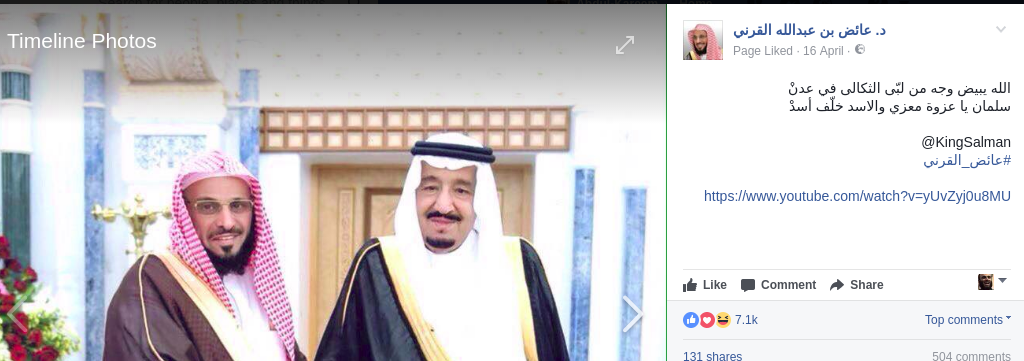 Timeline Photos
د. عائض بن عبدالله القرني
Page Liked · 16 April ·
الله يبيض وجه من لبّى الثكالى في عدنْ
سلمان يا عزوة معزي والاسد خلّف أسدْ
@KingSalman
#عائض_القرني
https://www.youtube.com/watch?v=yUvZyj0u8MU
Like Comment Share
7.1k Top comments
131 shares 504 comments